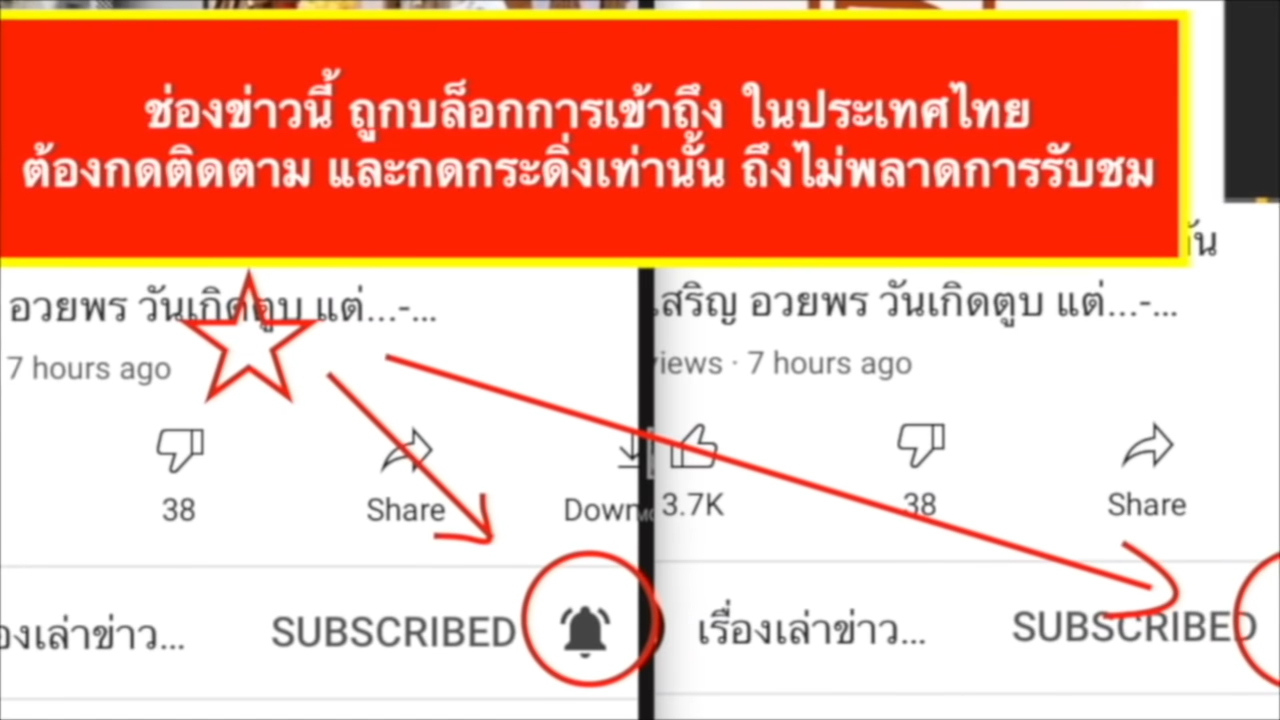 ช่องข่าวนี้ ถูกบล็อกการเข้าถึง ในประเทศไทย
ต้องกดติดตาม และกดกระดิ่งเท่านั้น ถึงไม่พลาดการรับชม
อวยพร วันเกิดตูบ แต่...-...
7 hours ago
38
Share
องเล่าข่าว...
SUBSCRIBED
เสริญ อวยพร วันเกิดตูบ แต่...-...
views · 7 hours ago
3.7K
38
Share
เรื่องเล่าข่าว...
SUBSCRIBED